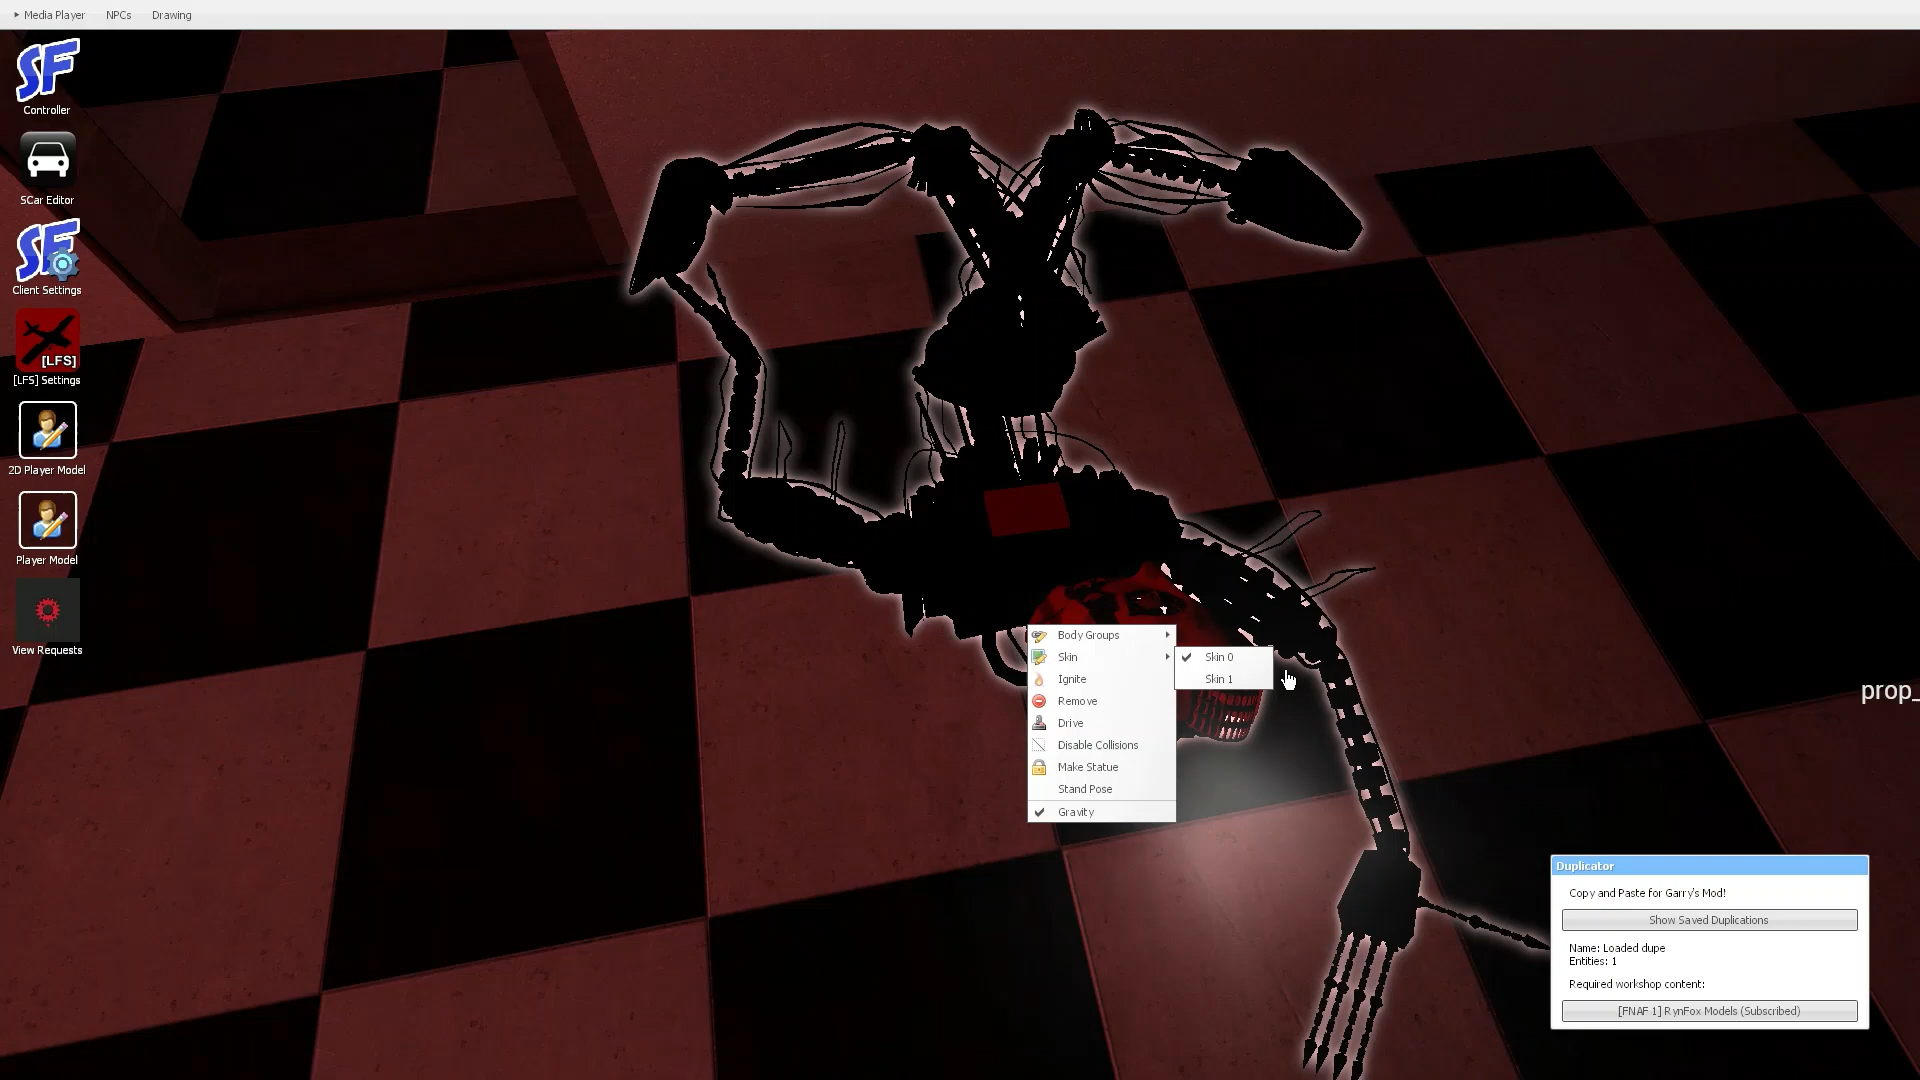 Media Player
NPCs
Drawing
SF
Controller
SCar Editor
SF
Client Settings
[LFS]
[LFS] Settings
2D Player Model
Player Model
View Requests
Body Groups
Skin
Ignite
Remove
Drive
Disable Collisions
Make Statue
Stand Pose
Gravity
Skin 0
Skin 1
prop_
Duplicator
Copy and Paste for Garry's Mod!
Show Saved Duplications
Name: Loaded dupe
Entities: 1
Required workshop content:
[FNAF 1] RynFox Models (Subscribed)